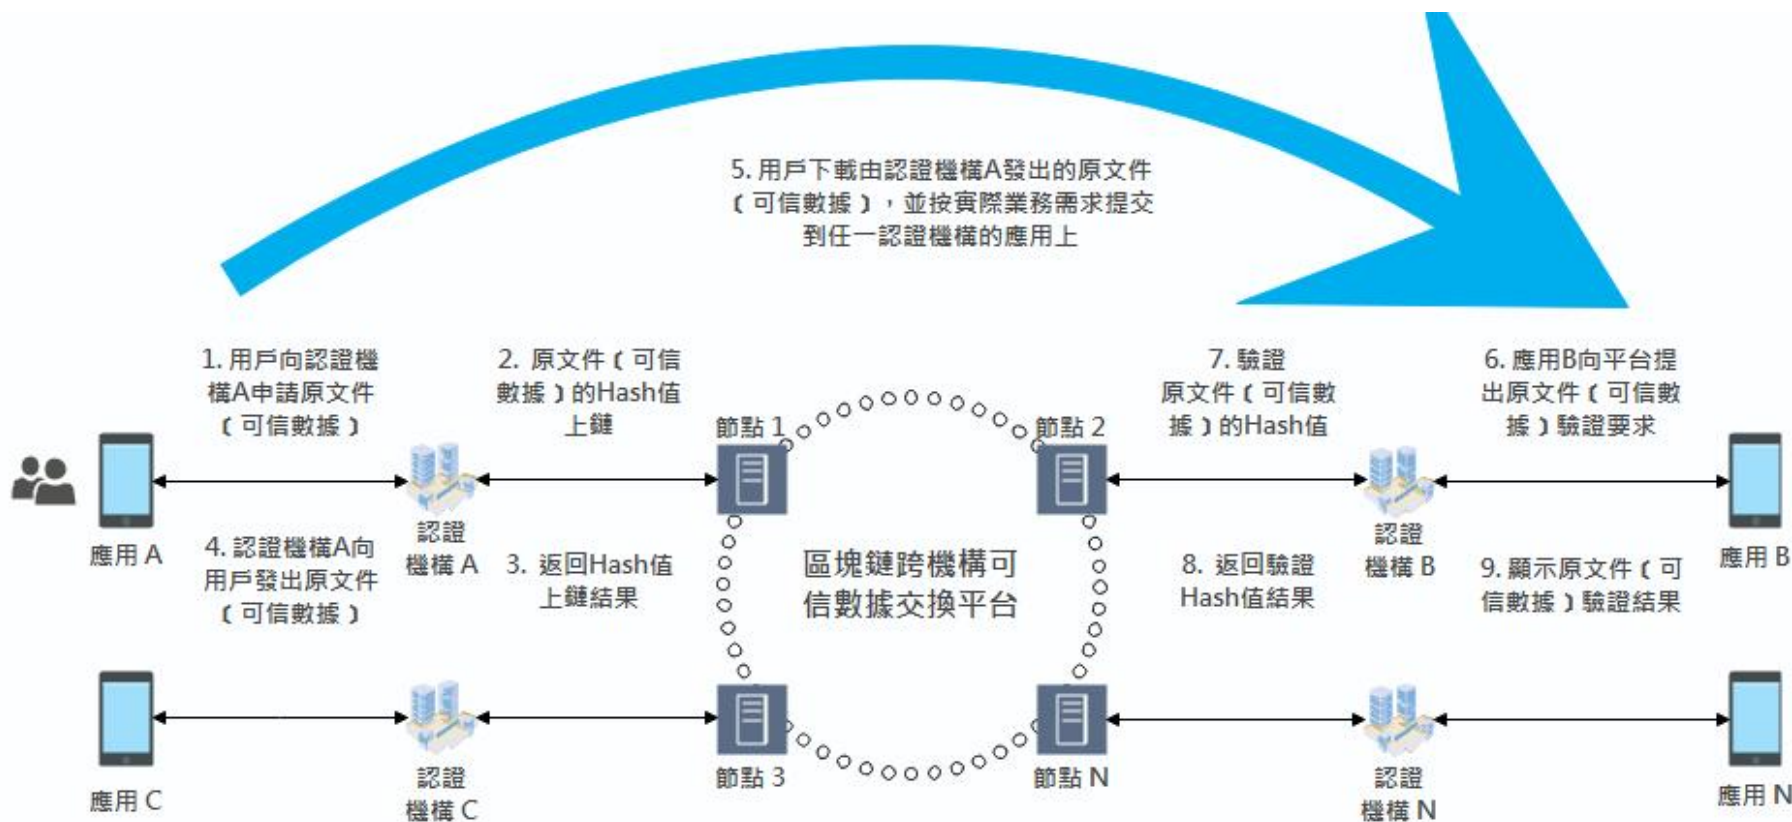 5. 用戶下載由認證機構A發出的原文件
（可信數據），並按實際業務需求提交
到任一認證機構的應用上
1. 用戶向認證機
構A申請原文件
（可信數據）
2. 原文件（可信
數據）的Hash值
上鏈
7. 驗證
原文件（可信數
據）的Hash值
6. 應用B向平台提
出原文件（可信數
據）驗證要求
節點 1
節點 2
應用 A
4. 認證機構A向
用戶發出原文件
（可信數據）
認證
機構 A
3. 返回Hash值
上鏈結果
區塊鏈跨機構可
信數據交換平台
8. 返回驗證
Hash值結果
認證
機構 B
9. 顯示原文件（可
信數據）驗證結果
應用 B
應用 C
認證
機構 C
節點 3
節點 N
認證
機構 N
應用 N